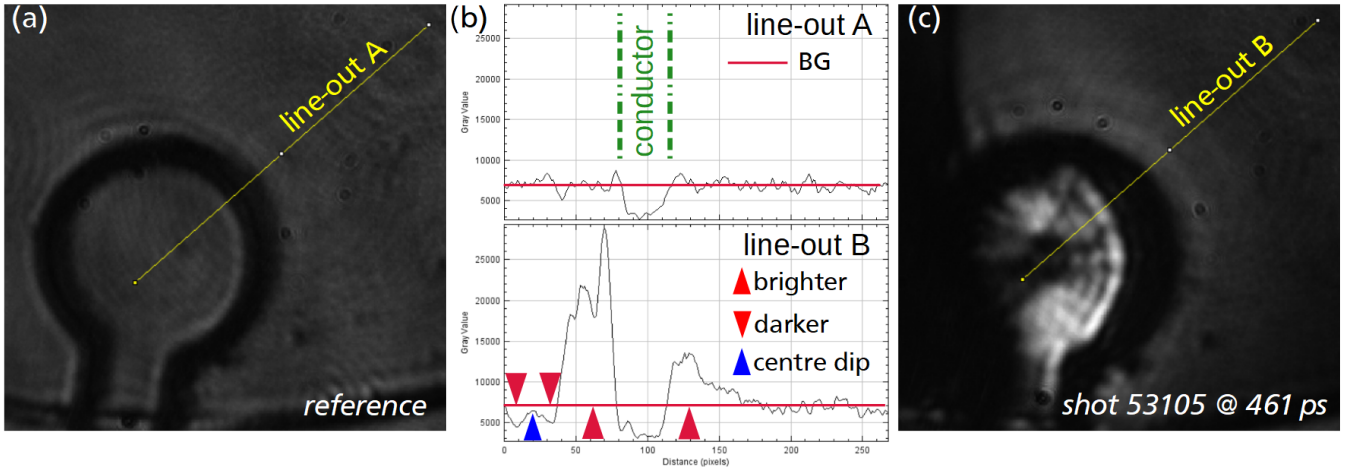 (a)
line-out A
reference
(b)
line-out A
BG
conductor
Gray Value
25000
20000
15000
10000
5000
line-out B
brighter
darker
centre dip
Gray Value
25000
20000
15000
10000
5000
0
50
100
150
200
250
Distance (pixels)
(c)
line-out B
shot 53105 @ 461 ps